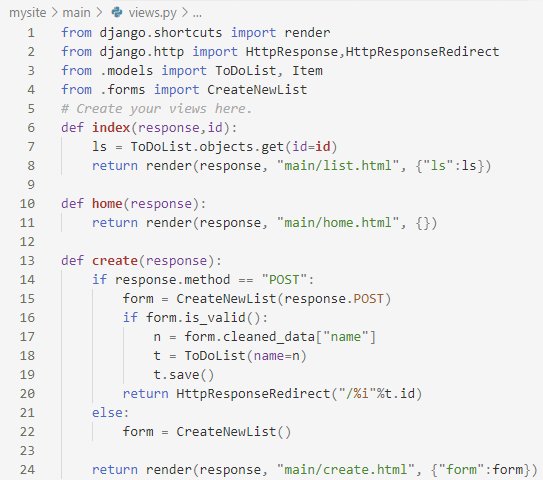 mysite > main > views.py > ...
1 from django.shortcuts import render
2 from django.http import HttpResponse,HttpResponseRedirect
3 from .models import ToDoList, Item
4 from .forms import CreateNewList
5 # Create your views here.
6 def index(response,id):
7     ls = ToDoList.objects.get(id=id)
8     return render(response, "main/list.html", {"ls":ls})
9
10 def home(response):
11     return render(response, "main/home.html", {})
12
13 def create(response):
14     if response.method == "POST":
15         form = CreateNewList(response.POST)
16         if form.is_valid():
17             n = form.cleaned_data["name"]
18             t = ToDoList(name=n)
19             t.save()
20         return HttpResponseRedirect("/%i"%t.id)
21     else:
22         form = CreateNewList()
23
24     return render(response, "main/create.html", {"form":form})